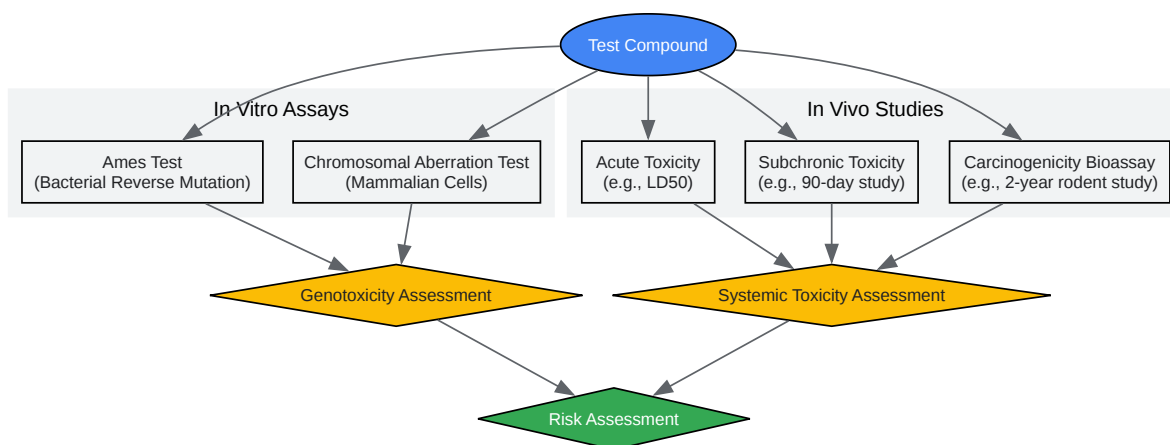 Test Compound
In Vitro Assays
In Vivo Studies
Ames Test
(Bacterial Reverse Mutation)
Chromosomal Aberration Test
(Mammalian Cells)
Acute Toxicity
(e.g., LD50)
Subchronic Toxicity
(e.g., 90-day study)
Carcinogenicity Bioassay
(e.g., 2-year rodent study)
Genotoxicity Assessment
Systemic Toxicity Assessment
Risk Assessment